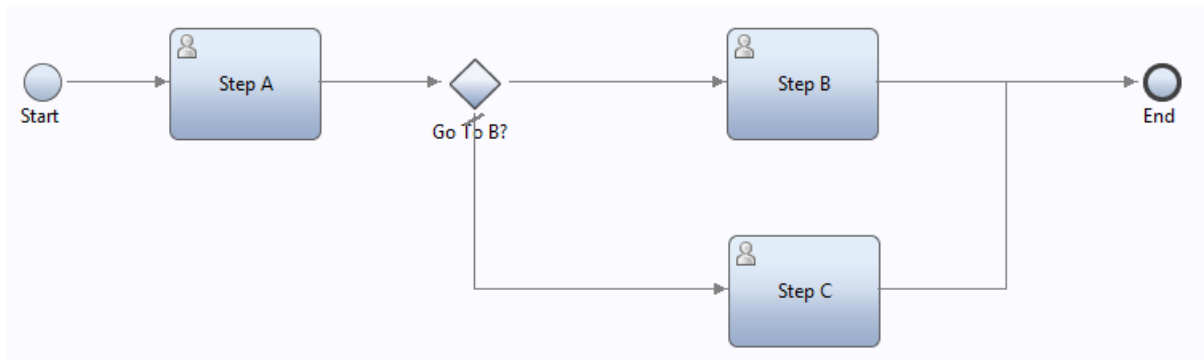 Start
Step A
Go To B?
Step B
End
Step C